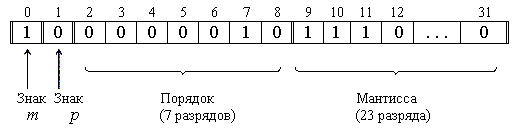 0 1 2 3 4 5 6 7 8 9 10 11 12 31
1 0 0 0 0 0 0 1 0 1 1 1 0 ... 0
Знак Знак Порядок Мантисса
m p (7 разрядов) (23 разряда)